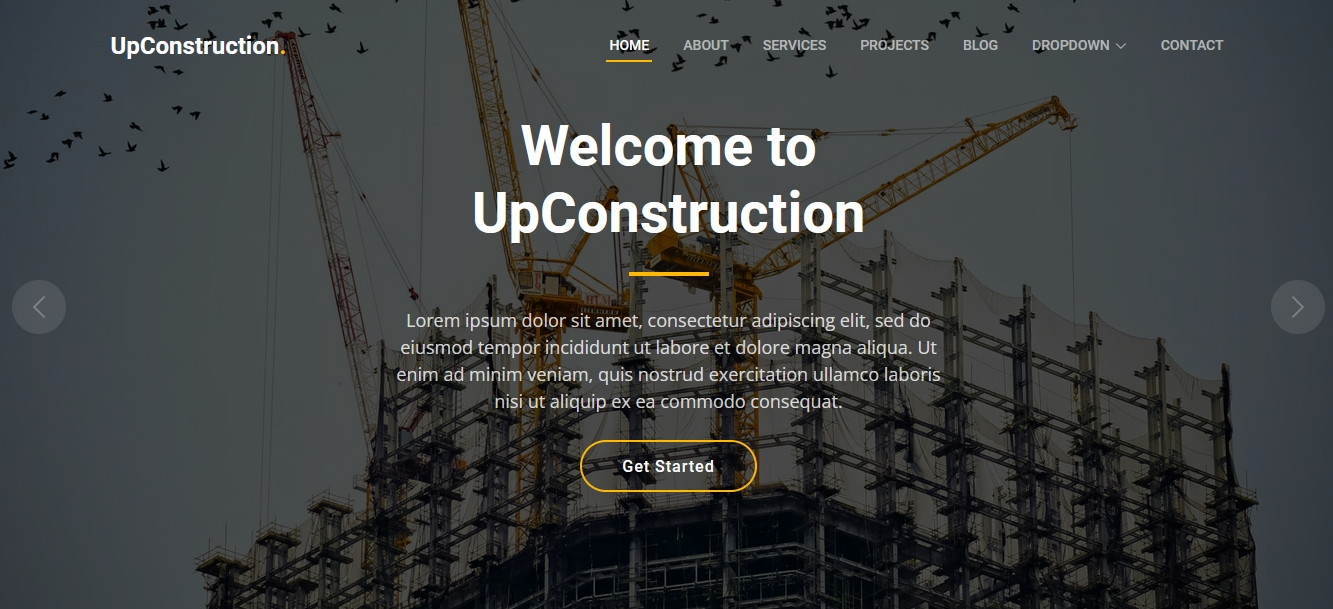 UpConstruction.
HOME ABOUT SERVICES PROJECTS BLOG DROPDOWN CONTACT
Welcome to
UpConstruction
Lorem ipsum dolor sit amet, consectetur adipiscing elit, sed do
eiusmod tempor incididunt ut labore et dolore magna aliqua. Ut
enim ad minim veniam, quis nostrud exercitation ullamco laboris
nisi ut aliquip ex ea commodo consequat.
Get Started